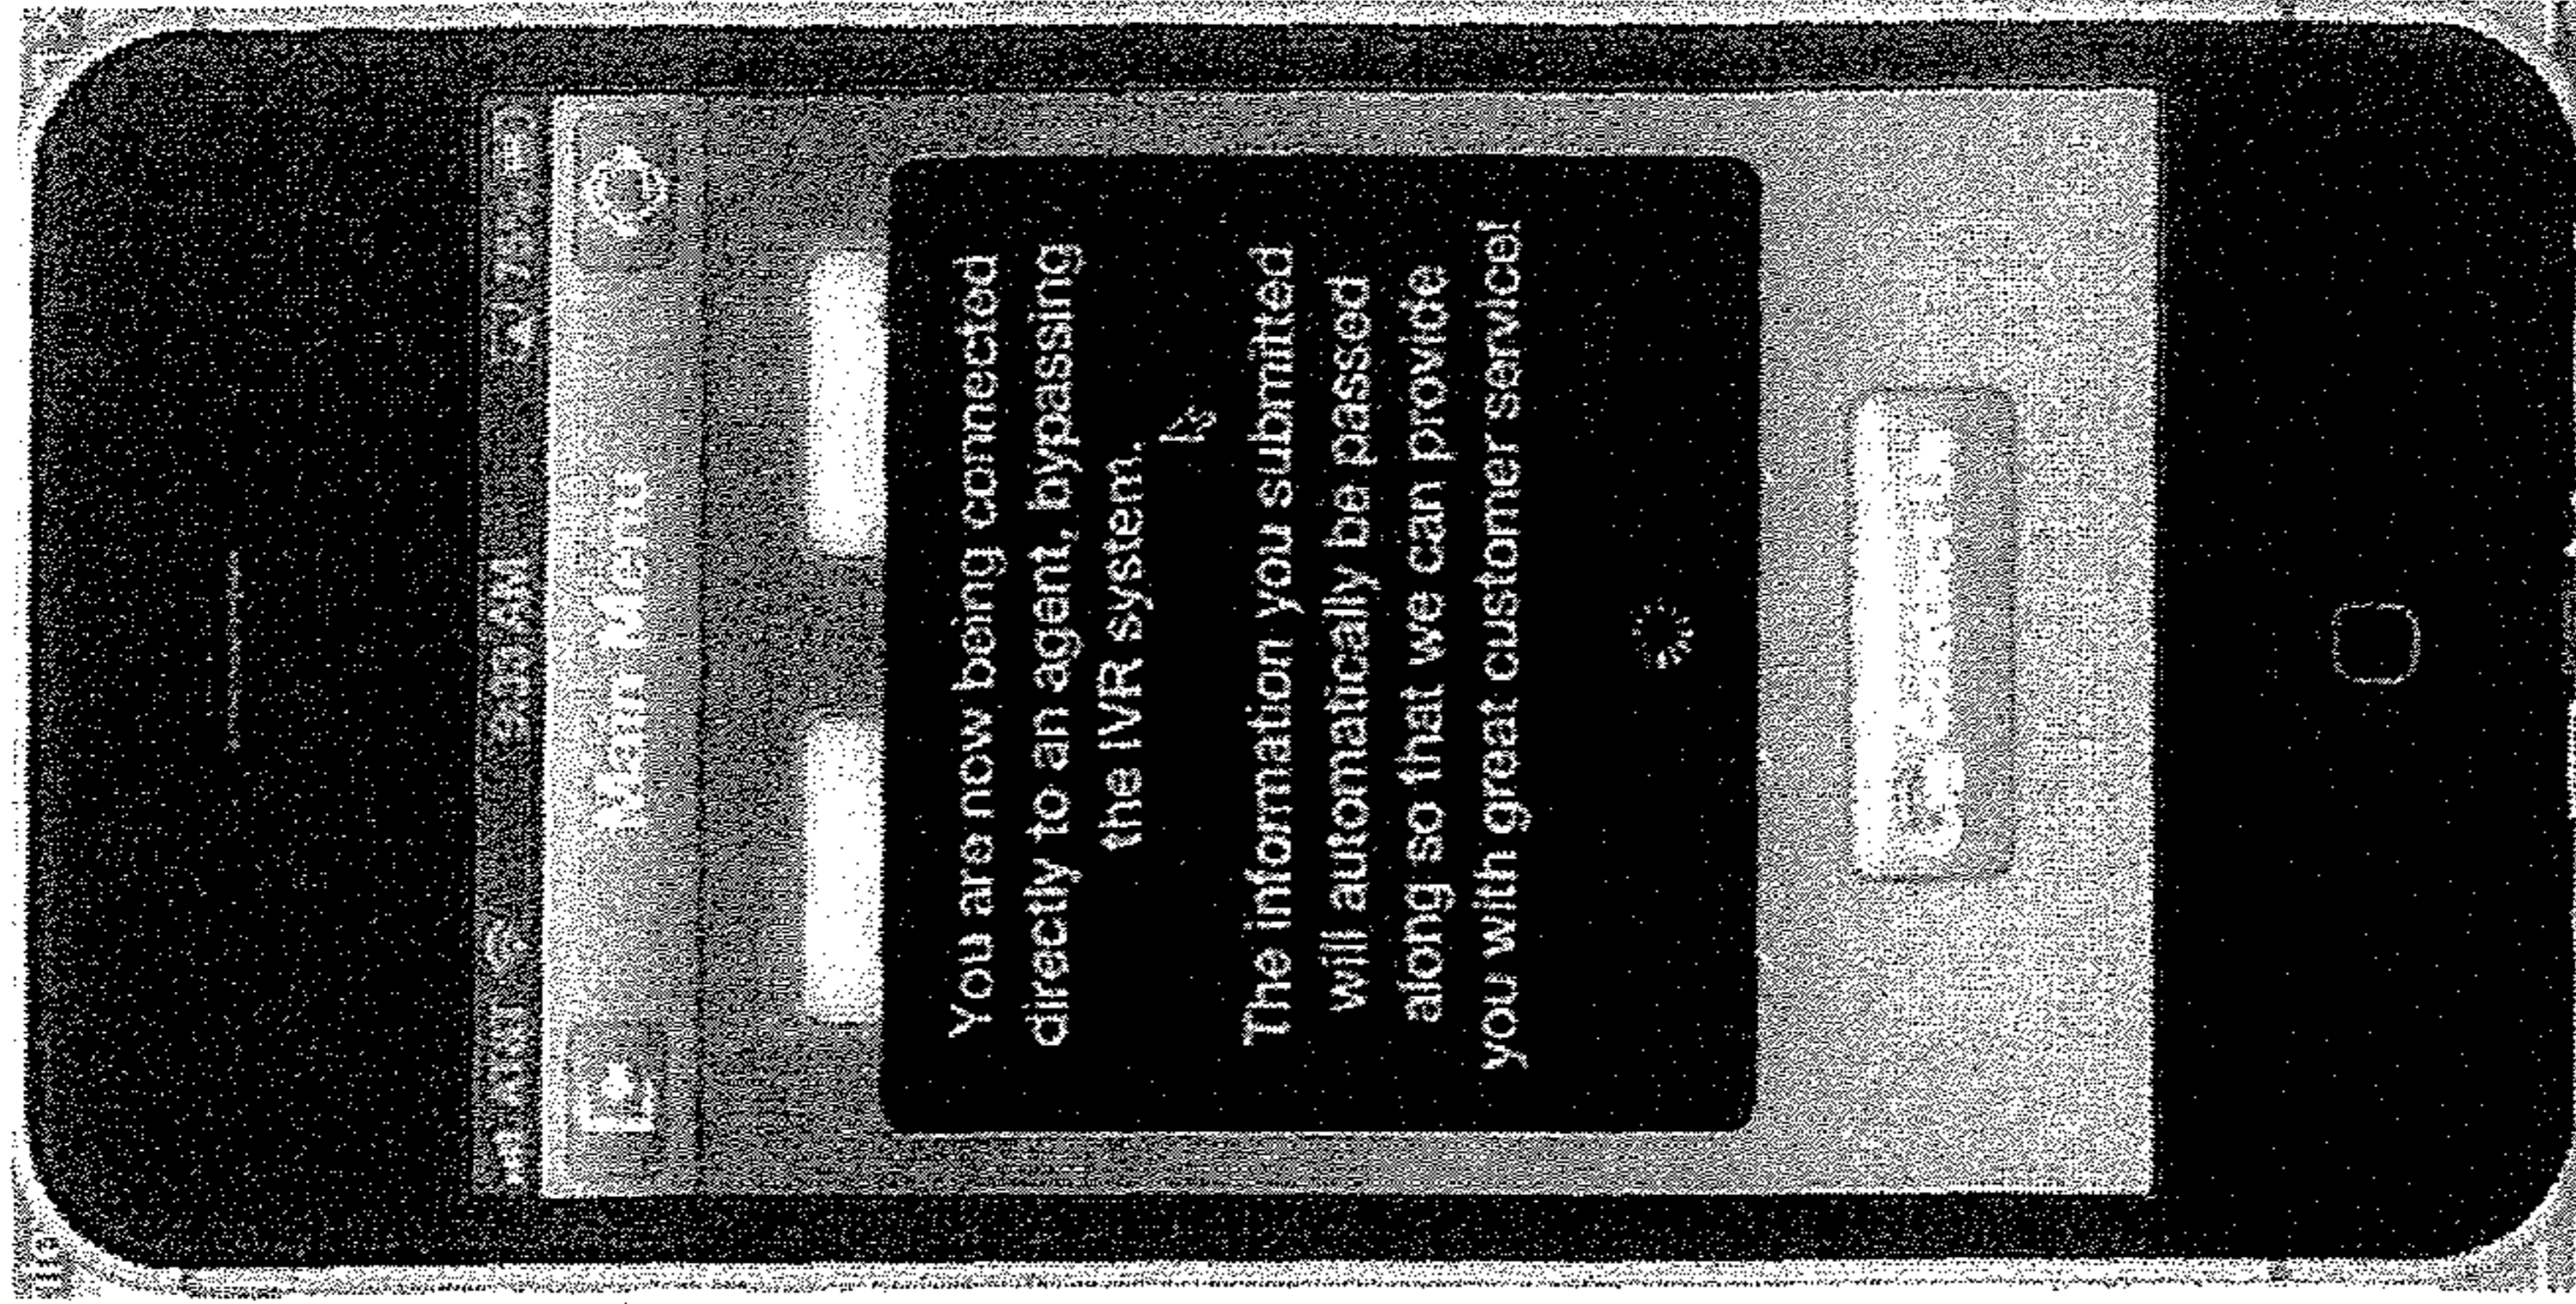 Main Menu
You are now being connected
directly to an agent, bypassing
the IVR system.
The information you submitted
will automatically be passed
along so that we can provide
you with great customer service!